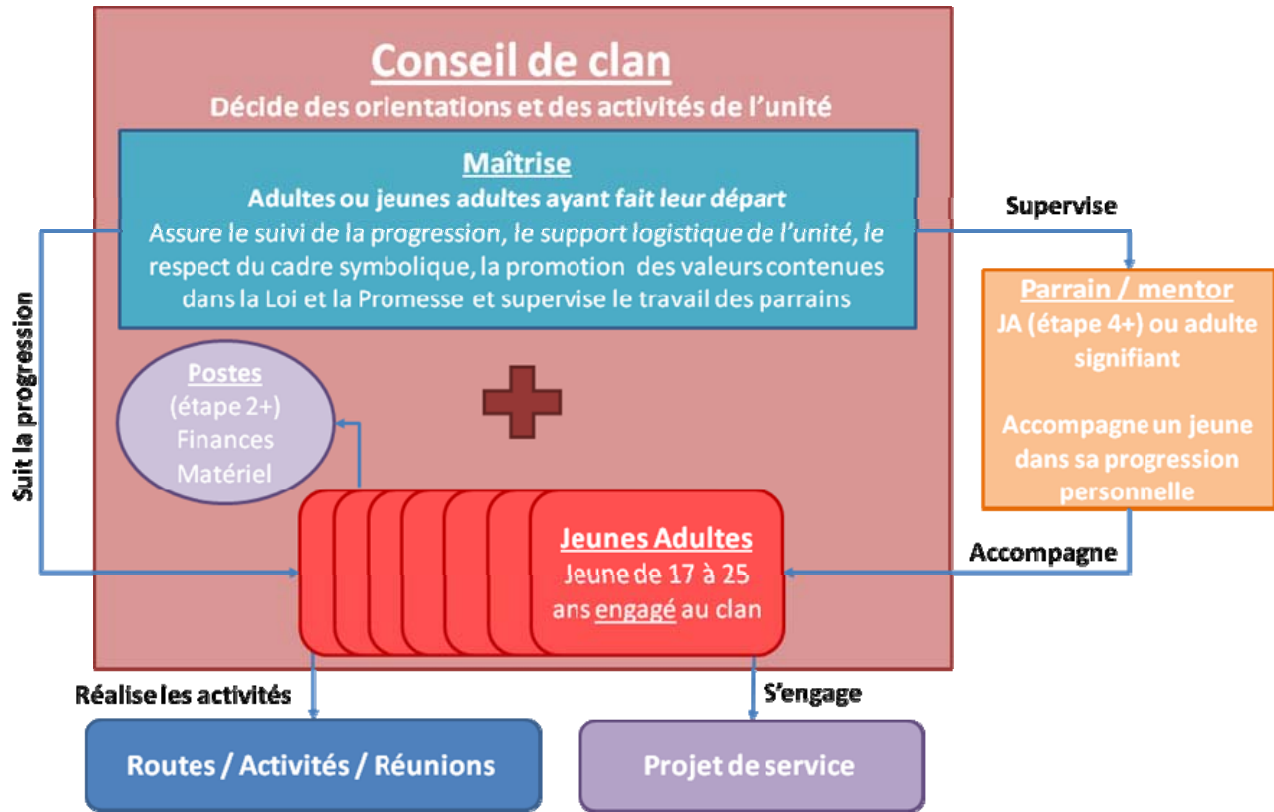 Conseil de clan
Décide des orientations et des activités de l'unité
Maîtrise
Adultes ou jeunes adultes ayant fait leur départ
Assure le suivi de la progression, le support logistique de l'unité, le
respect du cadre symbolique, la promotion des valeurs contenues
dans la Loi et la Promesse et supervise le travail des parrains
Supervise
Parrain / mentor
JA (étape 4+) ou adulte
signifiant
Accompagne un jeune
dans sa progression
personnelle
Suit la progression
Postes
(étape 2+)
Finances
Matériel
Jeunes Adultes
Jeune de 17 à 25
ans engagé au clan
Accompagne
Réalise les activités
S'engage
Routes / Activités / Réunions
Projet de service